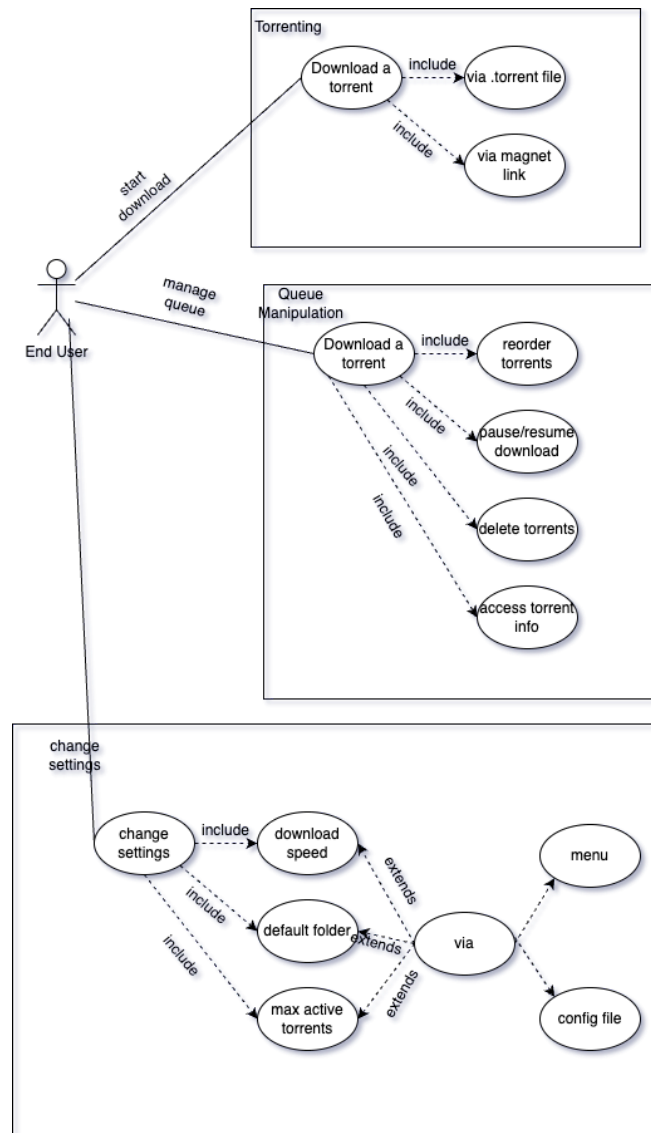 Torrenting
Download a
torrent
include
via .torrent file
include
via magnet
link
start
download
End User
manage
queue
Queue
Manipulation
Download a
torrent
include
reorder
torrents
include
pause/resume
download
include
delete torrents
include
access torrent
info
change
settings
change
settings
include
download
speed
include
default folder
include
max active
torrents
extends
extends
extends
via
menu
config file